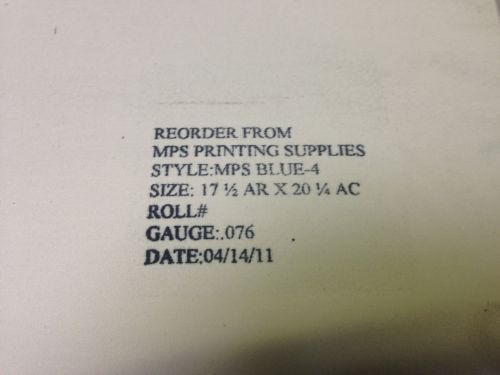 REORDER FROM
MPS PRINTING SUPPLIES
STYLE:MPS BLUE-4
SIZE: 17 ½ AR X 20 ¼ AC
ROLL#
GAUGE:.076
DATE:04/14/11